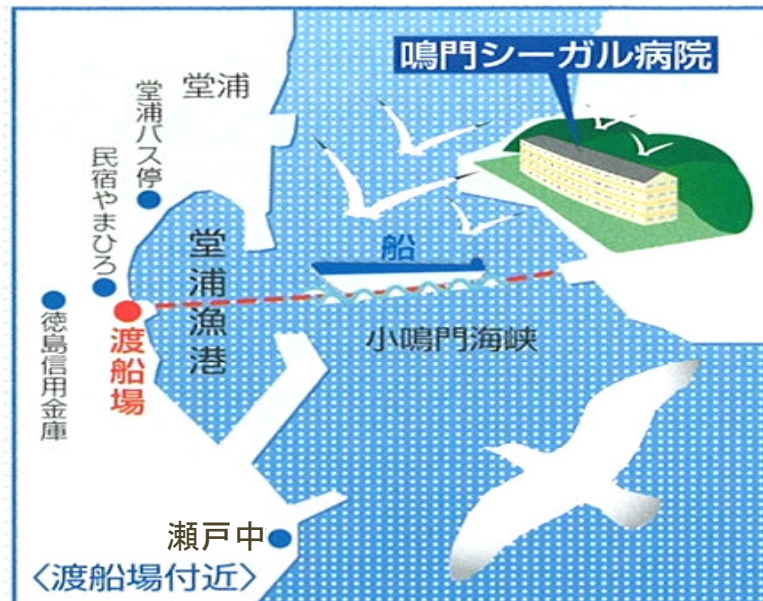 鳴門シーガル病院
堂浦
堂浦バス停
民宿やまひろ
堂浦漁港
船
小鳴門海峡
渡船場
徳島信用金庫
瀬戸中
〈渡船場付近〉